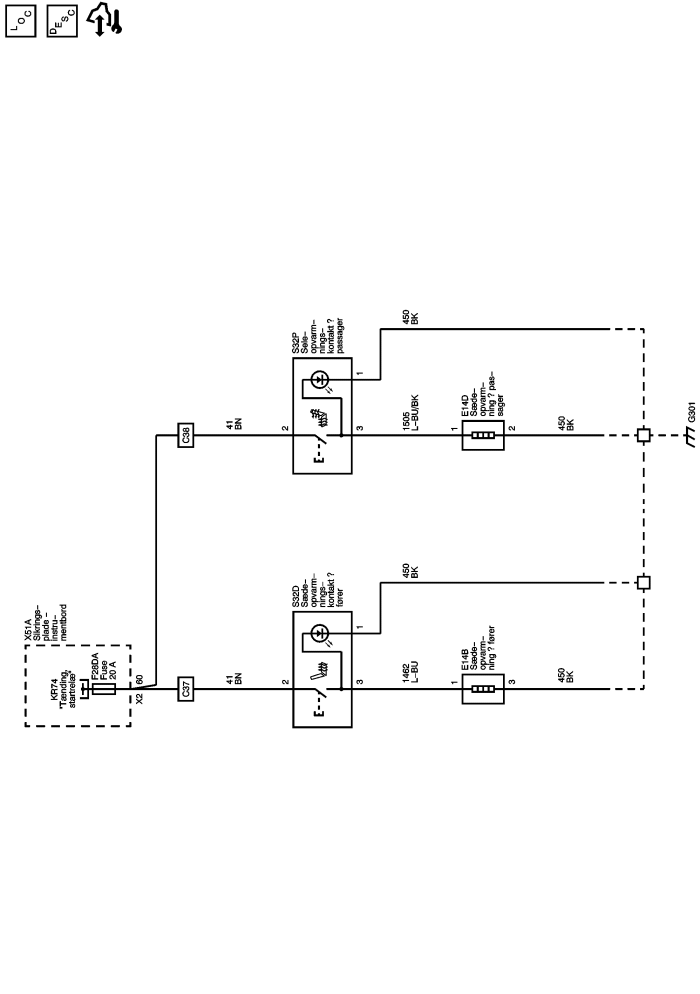 LOC
DESC
X51A
Sikrings–
plade –
instru–
mentbord
KR74
"Tænding,
startrelæ"
F28DA
Fuse
20 A
X2
60
C37
C38
41
BN
41
BN
S32D
Sæde–
opvarm–
nings–
kontakt ?
fører
2
1
3
S32P
Sele–
opvarm–
nings–
kontakt ?
passager
2
1
3
450
BK
1462
L–BU
450
BK
1505
L–BU/BK
E14B
Sæde–
opvarm–
ning ? fører
1
3
E14D
Sæde–
opvarm–
ning ? pas–
sager
1
2
450
BK
450
BK
G301